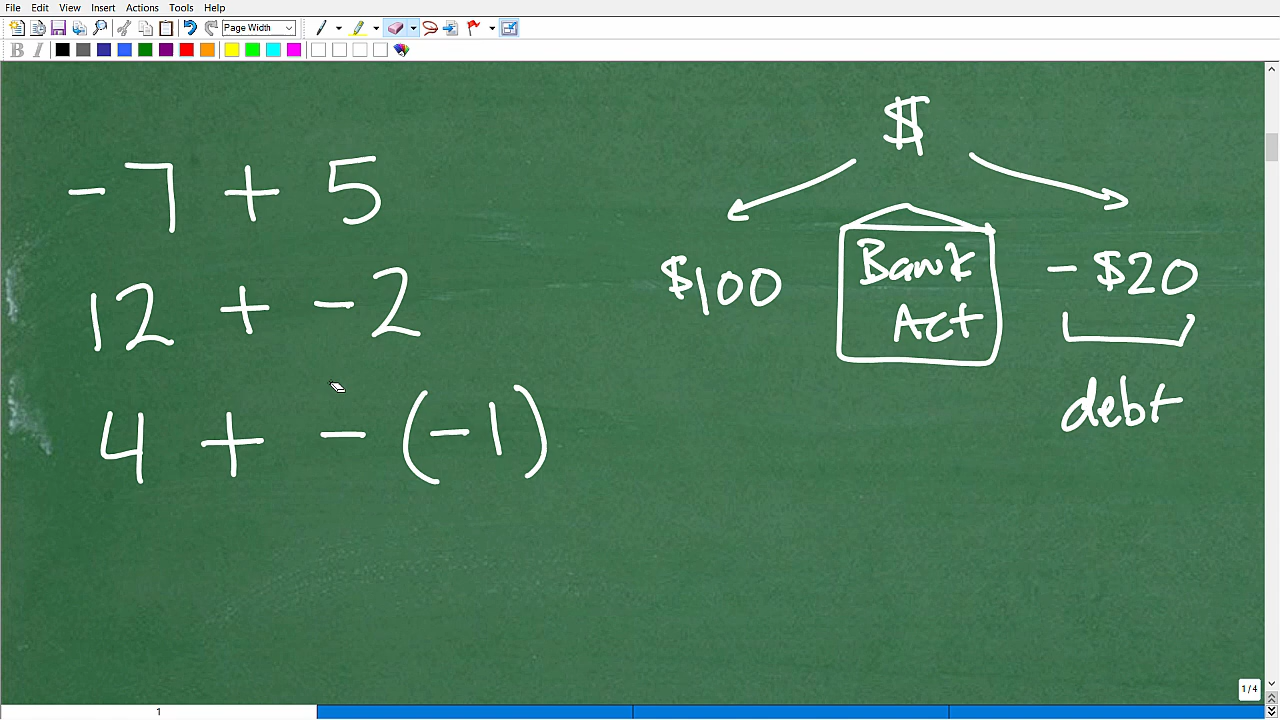 File Edit View Insert Actions Tools Help
Page Width
B I
-7 + 5
12 + -2
4 + -(-1)
$
$100
Bank
Act
-$20
debt
1/4
1